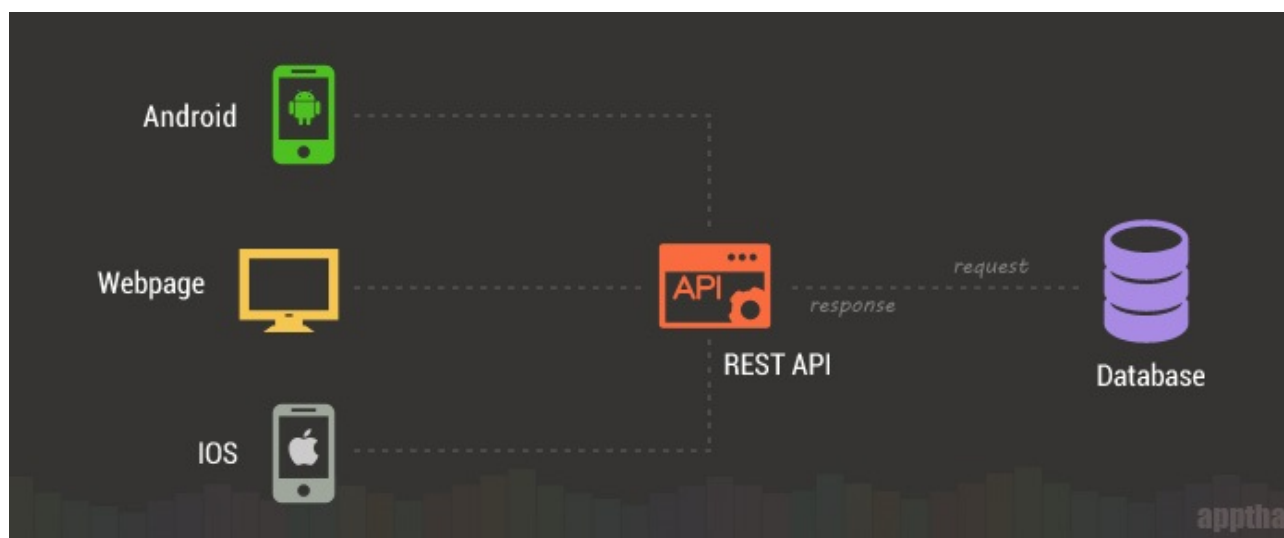 Android
Webpage
IOS
API
REST API
response
request
Database
apptha